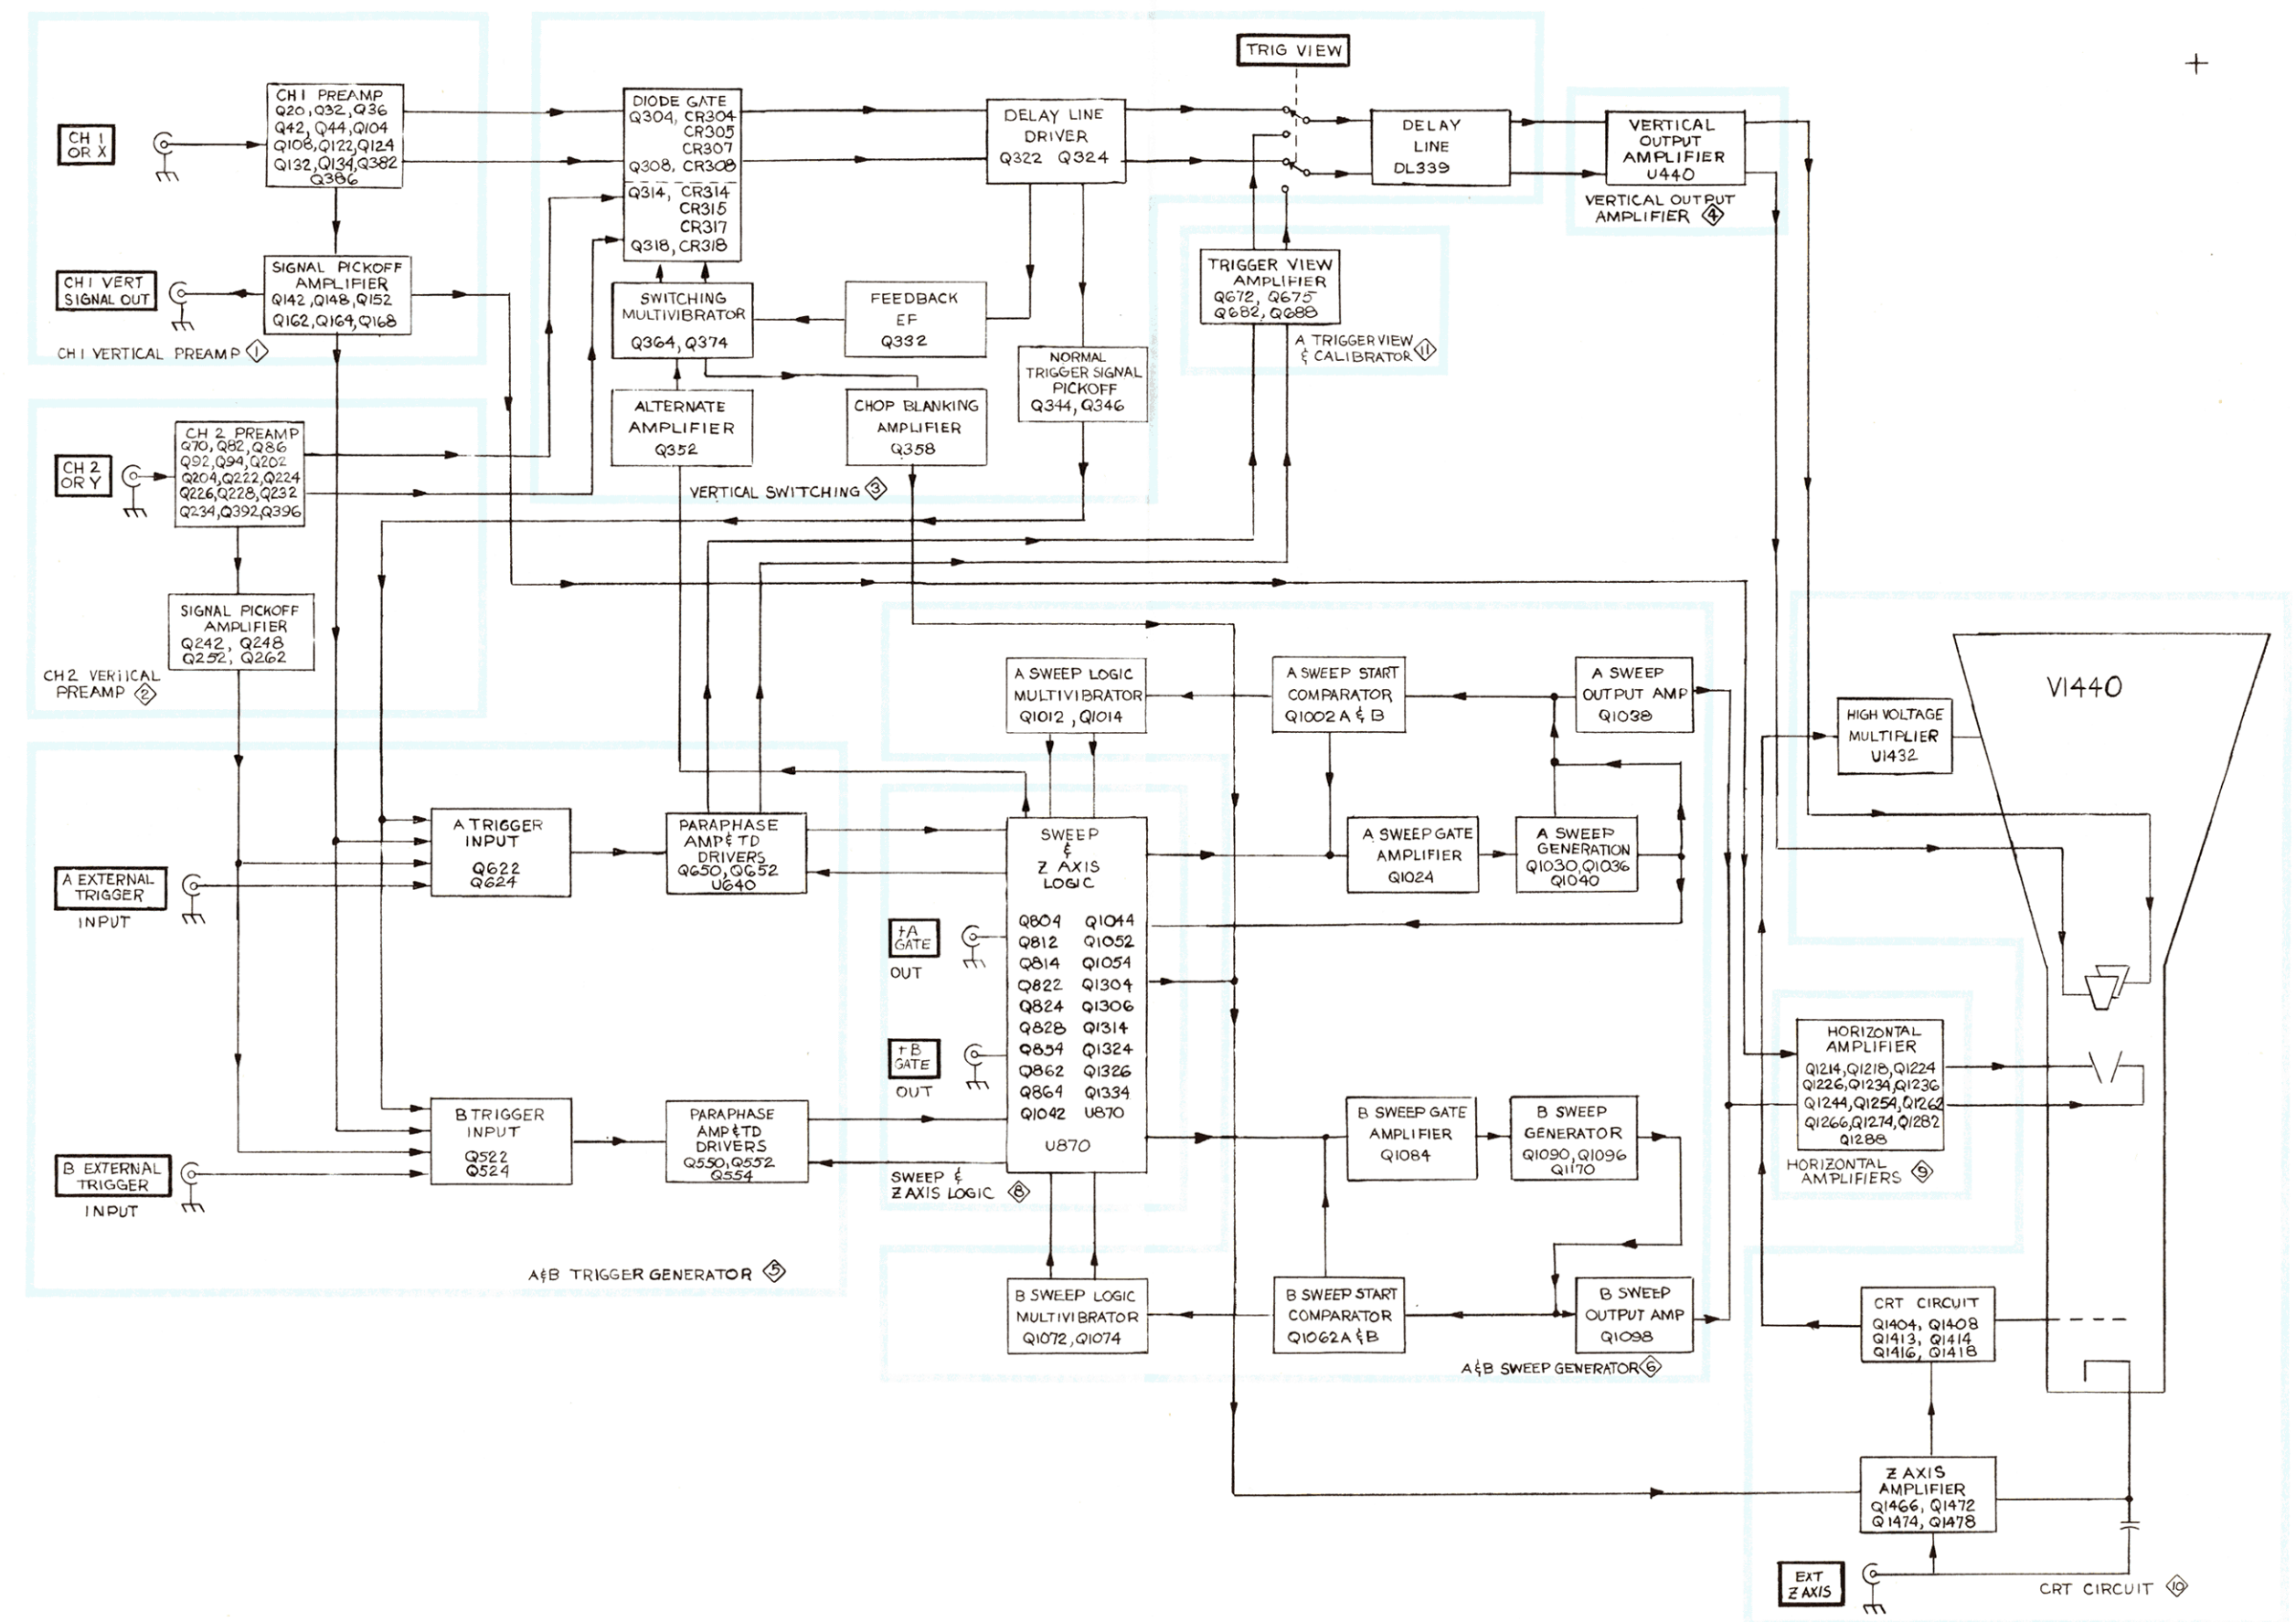 TRIG VIEW
CH 1
OR X
CH 1 PREAMP
Q20, Q32, Q36
Q42, Q44, Q104
Q108, Q122, Q124
Q132, Q134, Q382
Q386
DIODE GATE
Q304, CR304
CR305
CR307
Q308, CR308
Q314, CR314
CR315
CR317
Q318, CR318
DELAY LINE
DRIVER
Q322 Q324
DELAY
LINE
DL339
VERTICAL
OUTPUT
AMPLIFIER
U440
VERTICAL OUTPUT
AMPLIFIER 4
CH 1 VERT
SIGNAL OUT
SIGNAL PICKOFF
AMPLIFIER
Q142, Q148, Q152
Q162, Q164, Q168
CH 1 VERTICAL PREAMP 1
SWITCHING
MULTIVIBRATOR
Q364, Q374
FEEDBACK
EF
Q332
NORMAL
TRIGGER SIGNAL
PICKOFF
Q344, Q346
TRIGGER VIEW
AMPLIFIER
Q672, Q675
Q682, Q688
A TRIGGER VIEW
& CALIBRATOR 11
ALTERNATE
AMPLIFIER
Q352
CHOP BLANKING
AMPLIFIER
Q358
VERTICAL SWITCHING 3
CH 2
OR Y
CH 2 PREAMP
Q70, Q82, Q86
Q92, Q94, Q202
Q204, Q222, Q224
Q226, Q228, Q232
Q234, Q392, Q396
SIGNAL PICKOFF
AMPLIFIER
Q242, Q248
Q252, Q262
CH2 VERTICAL
PREAMP 2
A SWEEP LOGIC
MULTIVIBRATOR
Q1012, Q1014
A SWEEP START
COMPARATOR
Q1002 A & B
A SWEEP
OUTPUT AMP
Q1038
HIGH VOLTAGE
MULTIPLIER
U1432
V1440
A TRIGGER
INPUT
Q622
Q624
PARAPHASE
AMP & TD
DRIVERS
Q650, Q652
U640
A SWEEP GATE
AMPLIFIER
Q1024
A SWEEP
GENERATION
Q1030, Q1036
Q1040
A EXTERNAL
TRIGGER
INPUT
SWEEP
&
Z AXIS
LOGIC
Q804 Q1044
Q812 Q1052
Q814 Q1054
Q822 Q1304
Q824 Q1306
Q828 Q1314
Q854 Q1324
Q862 Q1326
Q864 Q1334
Q1042 U870
U870
+A
GATE
OUT
+B
GATE
OUT
HORIZONTAL
AMPLIFIER
Q1214, Q1218, Q1224
Q1226, Q1234, Q1236
Q1244, Q1254, Q1262
Q1266, Q1274, Q1282
Q1288
HORIZONTAL
AMPLIFIERS 9
B TRIGGER
INPUT
Q522
Q524
PARAPHASE
AMP & TD
DRIVERS
Q550, Q552
Q554
B SWEEP GATE
AMPLIFIER
Q1084
B SWEEP
GENERATOR
Q1090, Q1096
Q1170
B EXTERNAL
TRIGGER
INPUT
SWEEP &
Z AXIS LOGIC 8
A & B TRIGGER GENERATOR 5
B SWEEP LOGIC
MULTIVIBRATOR
Q1072, Q1074
B SWEEP START
COMPARATOR
Q1062A & B
B SWEEP
OUTPUT AMP
Q1098
A & B SWEEP GENERATOR 6
CRT CIRCUIT
Q1404, Q1408
Q1413, Q1414
Q1416, Q1418
Z AXIS
AMPLIFIER
Q1466, Q1472
Q1474, Q1478
EXT
Z AXIS
CRT CIRCUIT 10